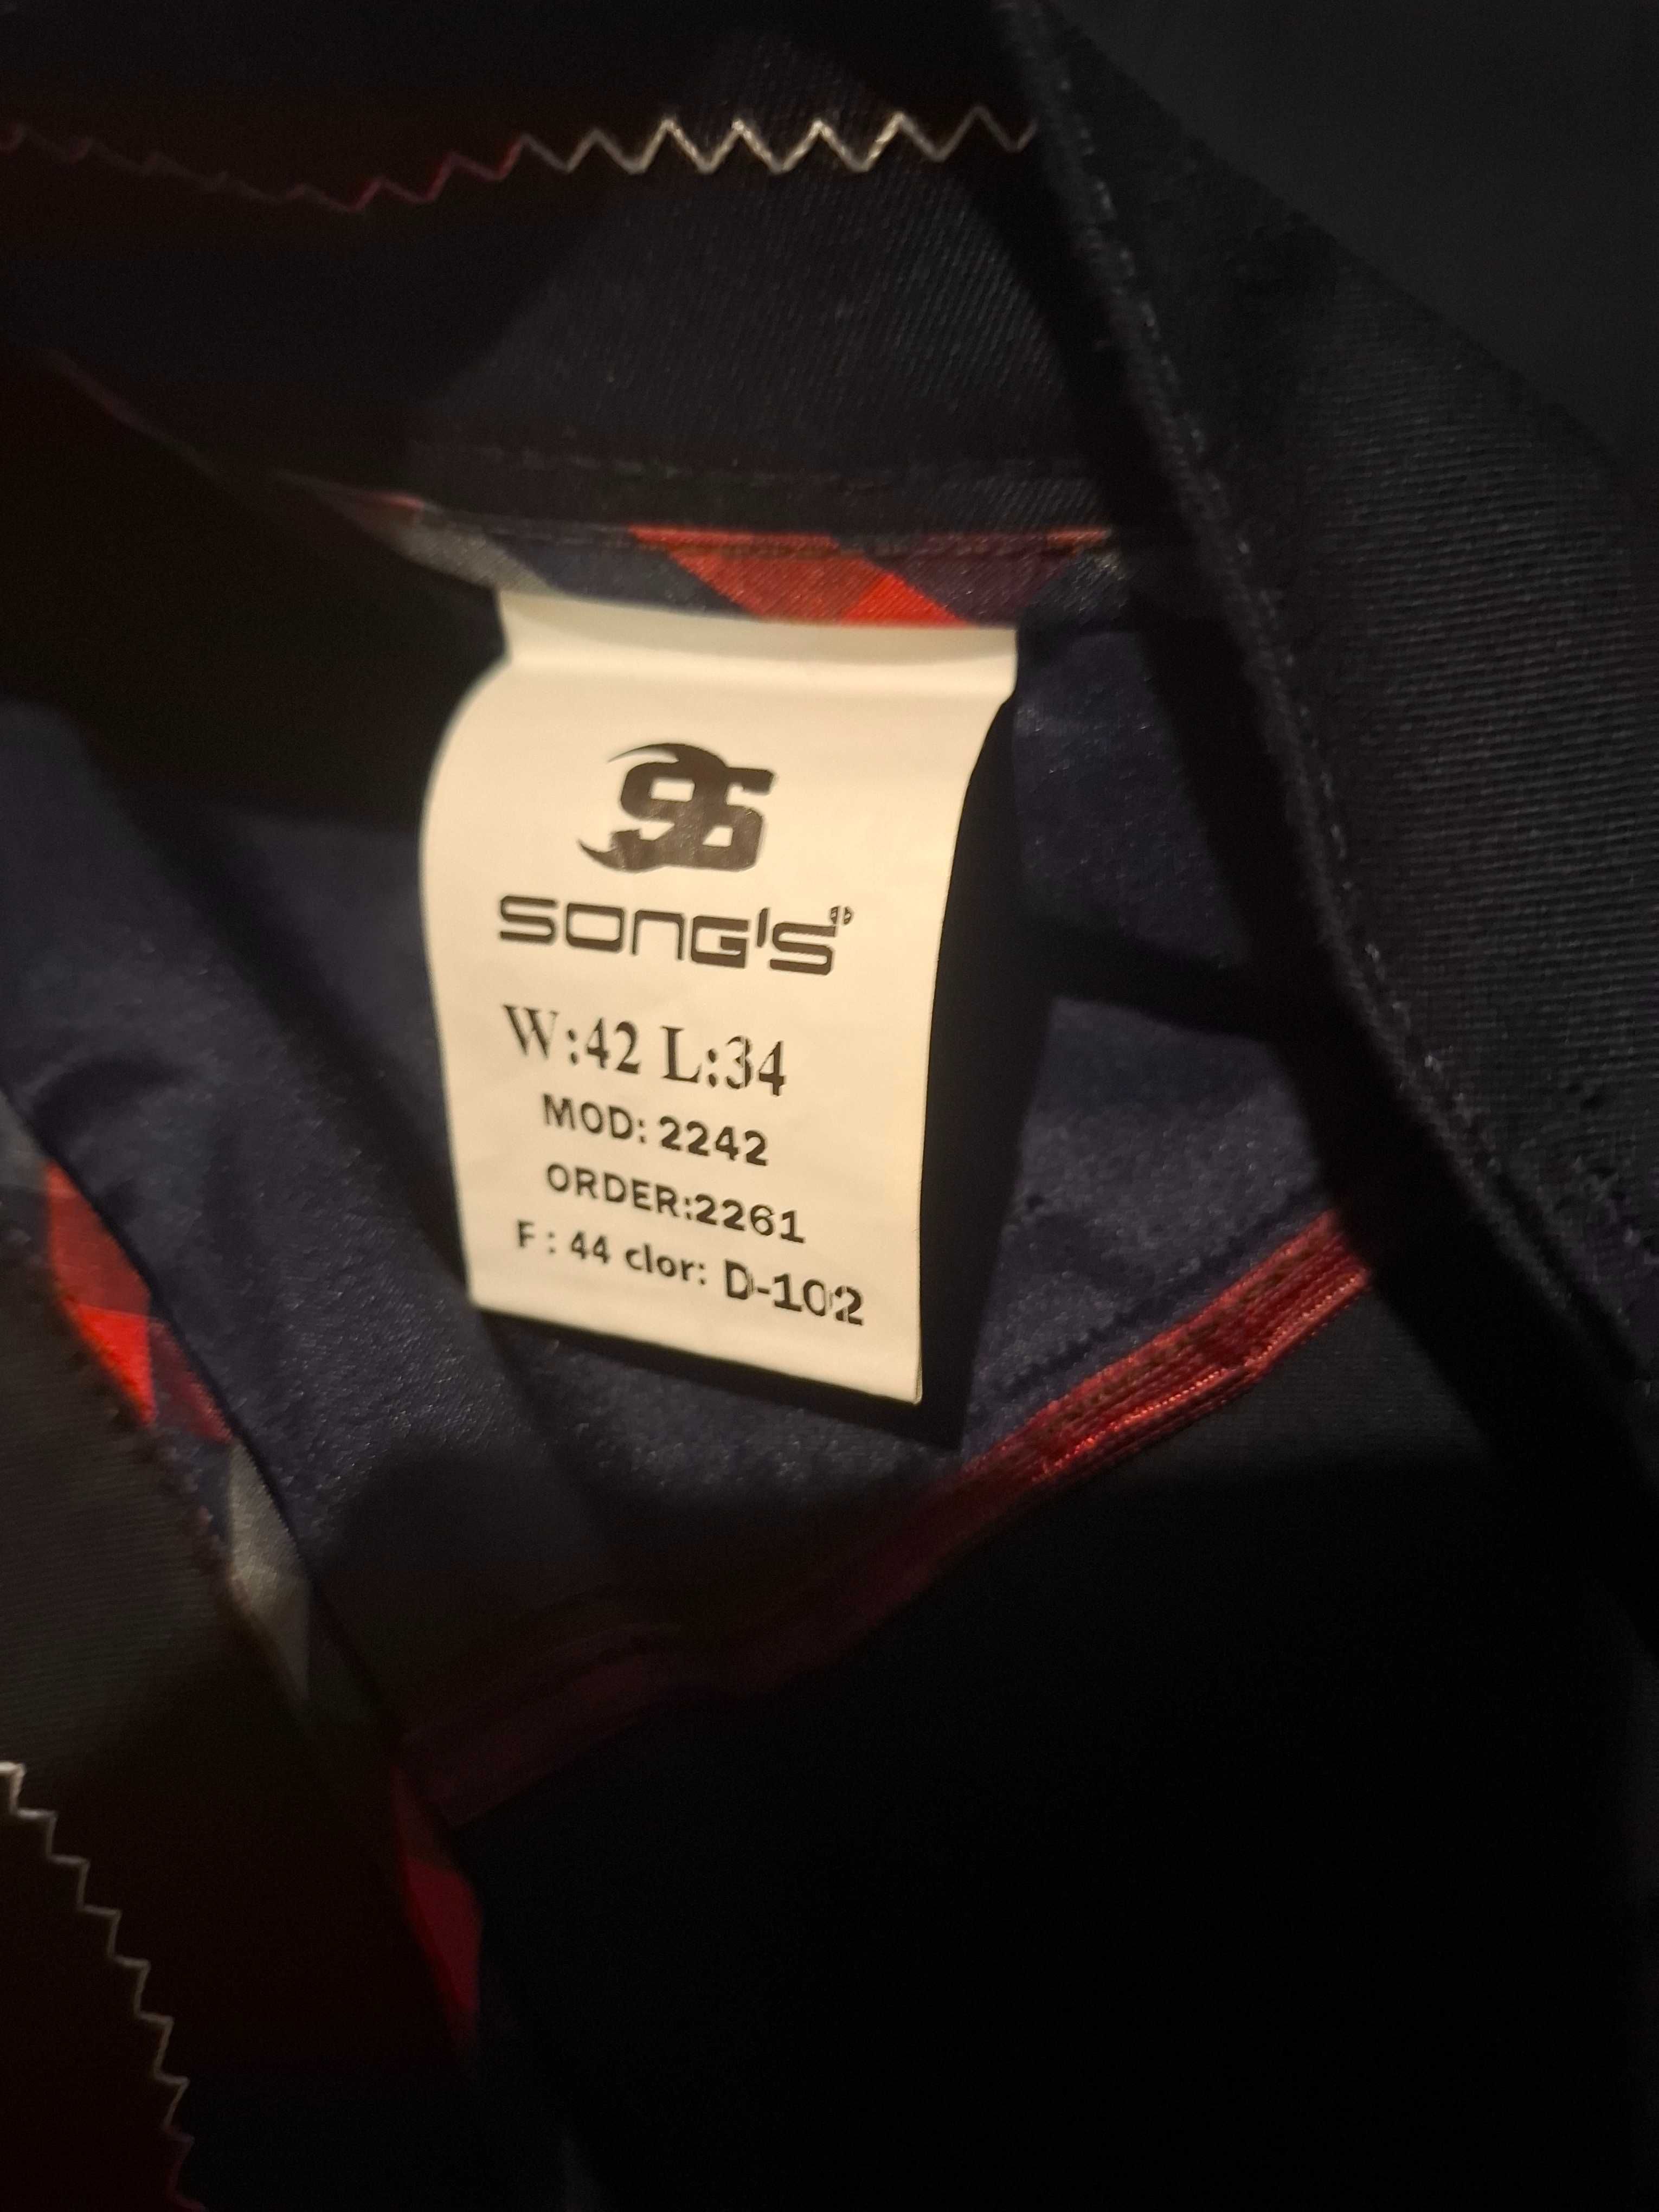 SONG'S
W:42 L:34
MOD: 2242
ORDER:2261
F : 44 clor: D-102